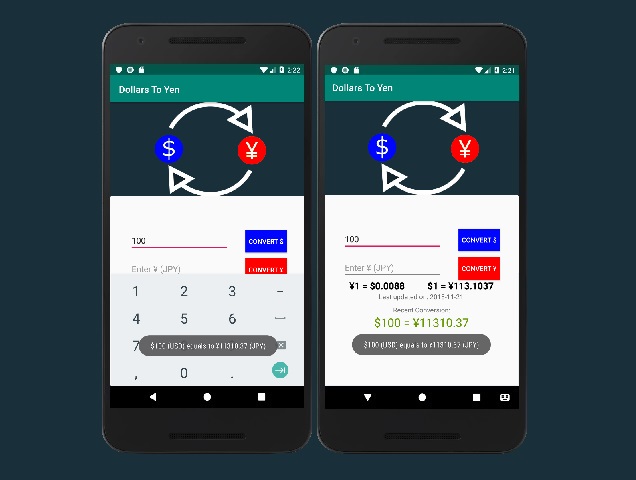 2:22
Dollars To Yen
$
¥
100
CONVERT $
Enter ¥ (JPY)
CONVERT ¥
1 2 3 -
4 5 6
7
$100 (USD) equals to ¥11310.37 (JPY)
, 0 .
2:21
Dollars To Yen
$
¥
100
CONVERT $
Enter ¥ (JPY)
CONVERT ¥
¥1 = $0.0088 $1 = ¥113.1037
Last updated on: 2018-11-21
Recent Conversion:
$100 = ¥11310.37
$100 (USD) equals to ¥11310.37 (JPY)